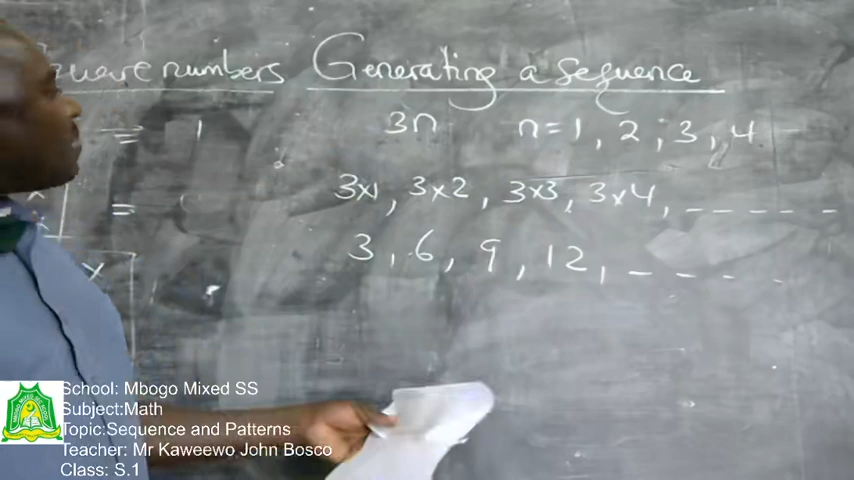 numbers Generating a sequence
= 1 3n n=1, 2, 3, 4 -
= 3x1, 3x2, 3x3, 3x4, _ _ _ _ _
3, 6, 9, 12, _ _ _ _
School: Mbogo Mixed SS
Subject:Math
Topic:Sequence and Patterns
Teacher: Mr Kaweewo John Bosco
Class: S.1